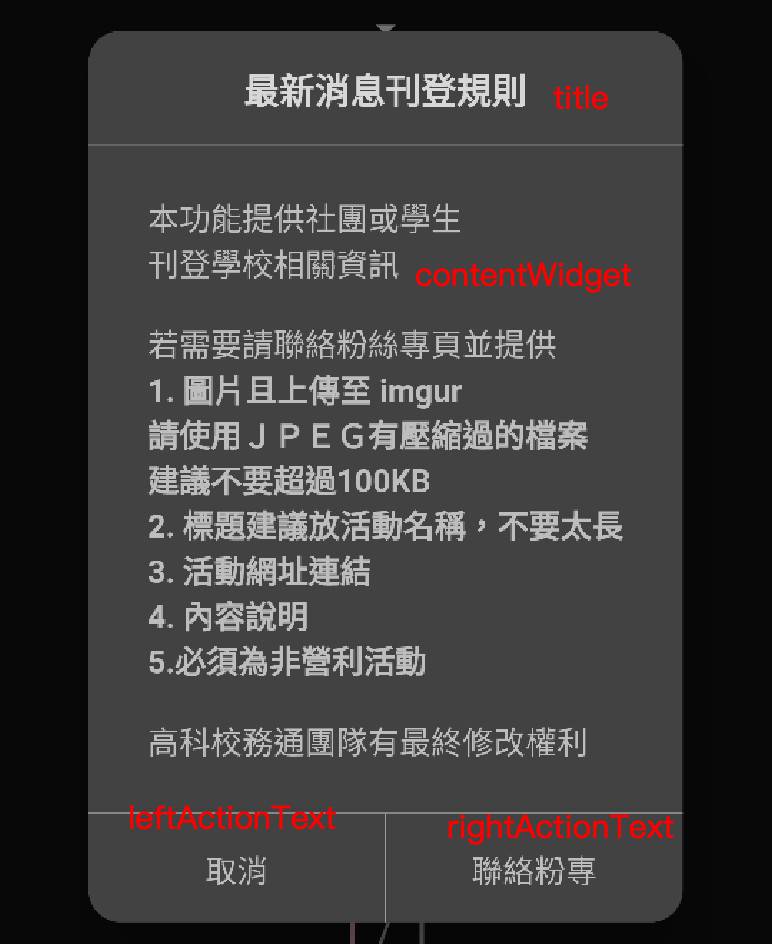 最新消息刊登規則 title
本功能提供社團或學生
刊登學校相關資訊 contentWidget
若需要請聯絡粉絲專頁並提供
1. 圖片且上傳至 imgur
請使用ＪＰＥＧ有壓縮過的檔案
建議不要超過100KB
2. 標題建議放活動名稱，不要太長
3. 活動網址連結
4. 內容說明
5.必須為非營利活動
高科校務通團隊有最終修改權利
leftActionText rightActionText
取消 聯絡粉專